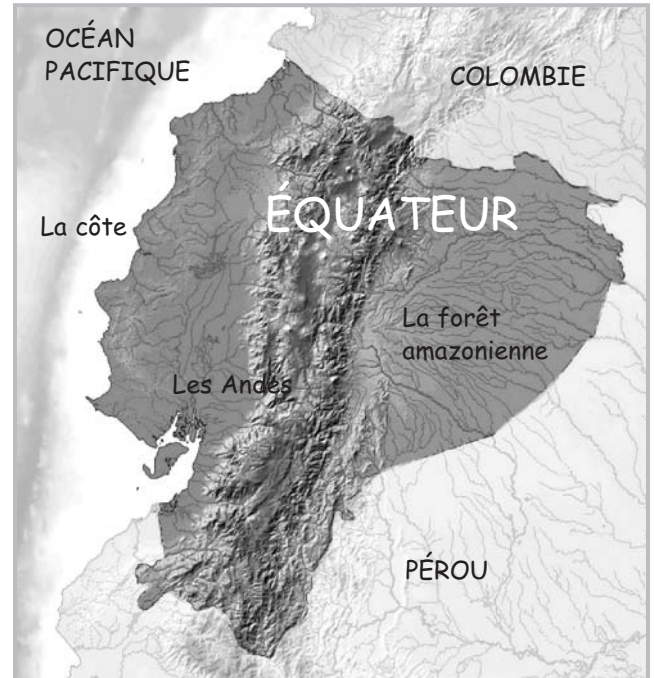 OCÉAN
PACIFIQUE
COLOMBIE
ÉQUATEUR
La côte
La forêt
amazonienne
Les Andes
PÉROU